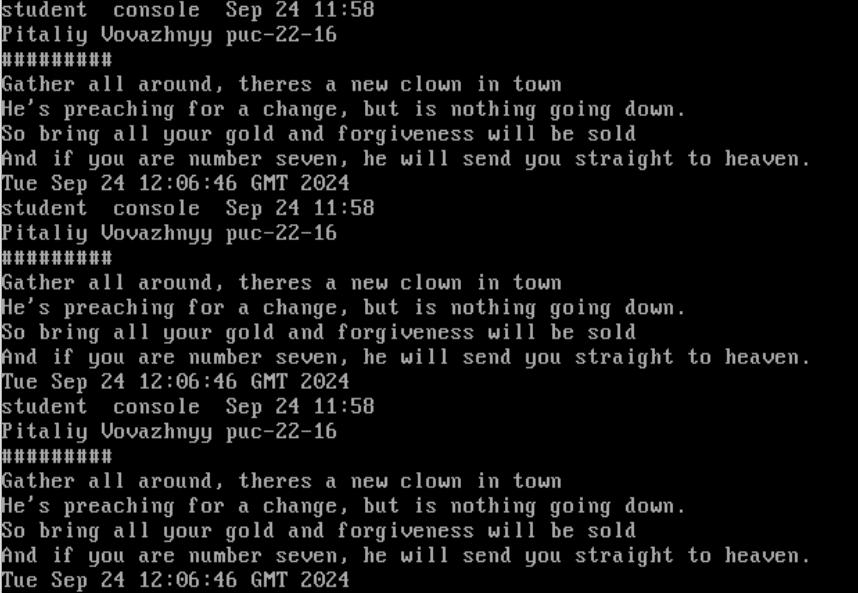 student  console  Sep 24 11:58
Pitaliy Vovazhnyy puc-22-16
#########
Gather all around, theres a new clown in town
He's preaching for a change, but is nothing going down.
So bring all your gold and forgiveness will be sold
And if you are number seven, he will send you straight to heaven.
Tue Sep 24 12:06:46 GMT 2024
student  console  Sep 24 11:58
Pitaliy Vovazhnyy puc-22-16
#########
Gather all around, theres a new clown in town
He's preaching for a change, but is nothing going down.
So bring all your gold and forgiveness will be sold
And if you are number seven, he will send you straight to heaven.
Tue Sep 24 12:06:46 GMT 2024
student  console  Sep 24 11:58
Pitaliy Vovazhnyy puc-22-16
#########
Gather all around, theres a new clown in town
He's preaching for a change, but is nothing going down.
So bring all your gold and forgiveness will be sold
And if you are number seven, he will send you straight to heaven.
Tue Sep 24 12:06:46 GMT 2024